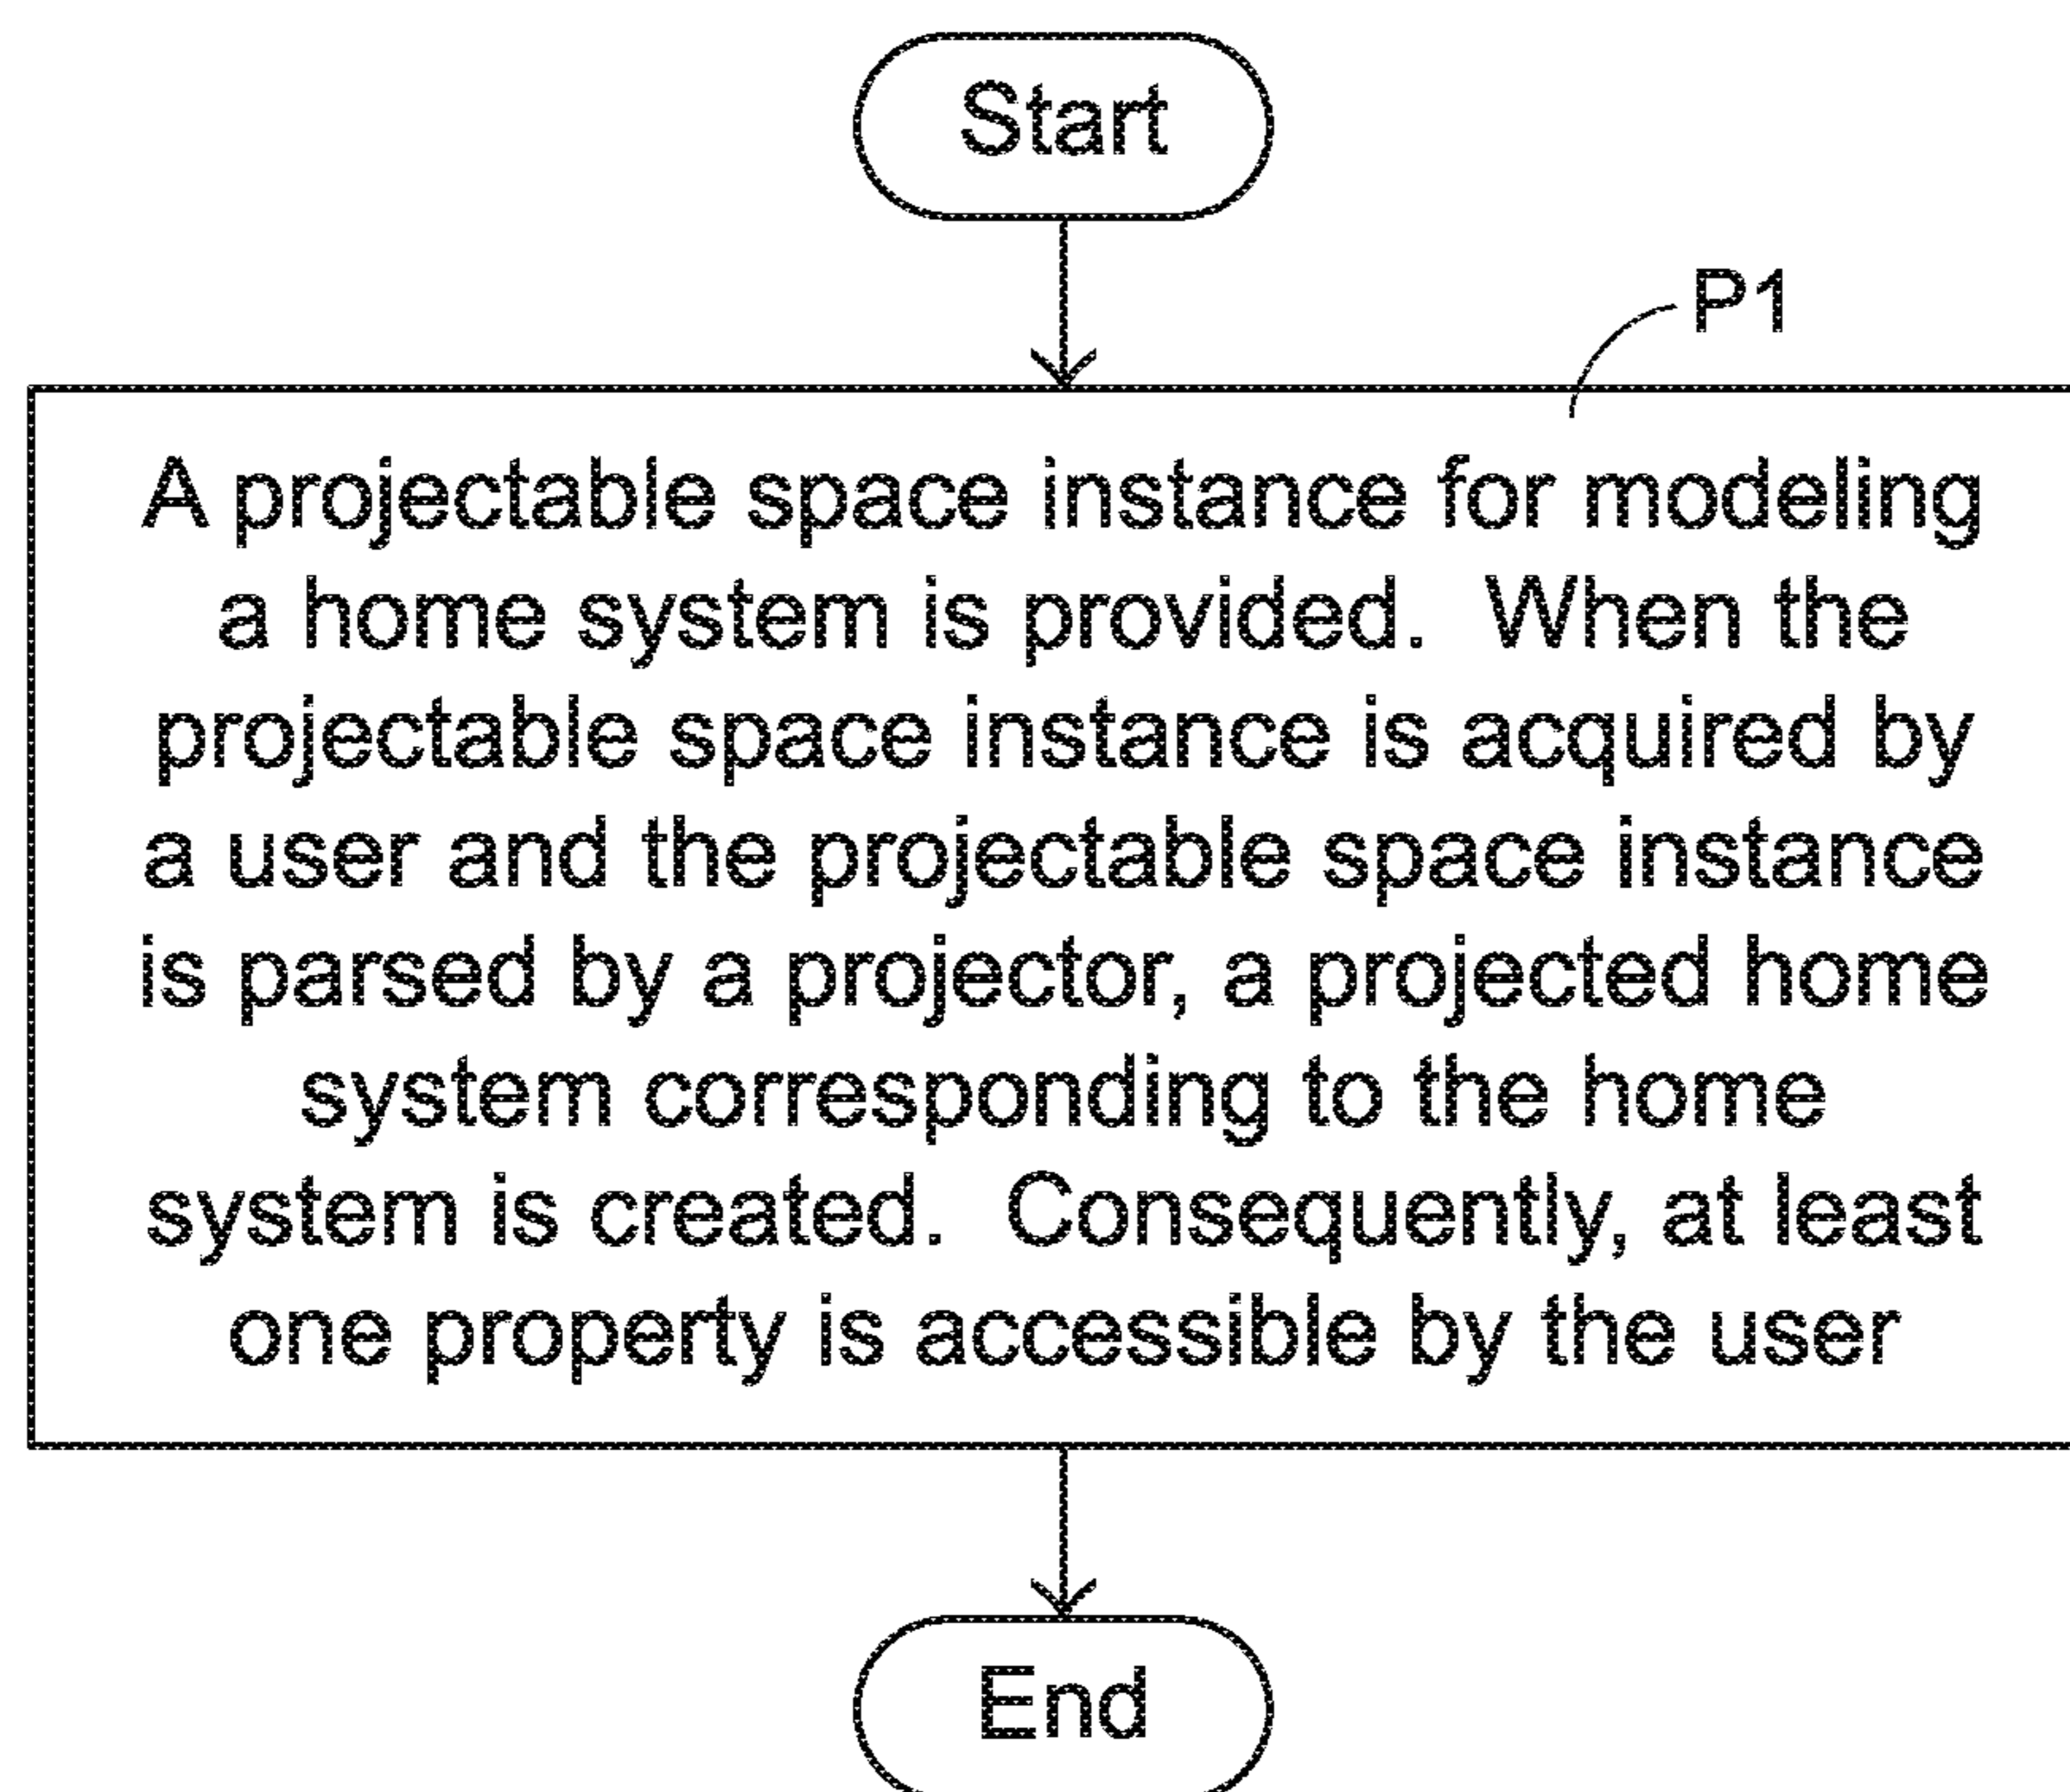 Start
P1
A projectable space instance for modeling
a home system is provided.  When the
projectable space instance is acquired by
a user and the projectable space instance
is parsed by a projector, a projected home
system corresponding to the home
system is created.  Consequently, at least
one property is accessible by the user
End